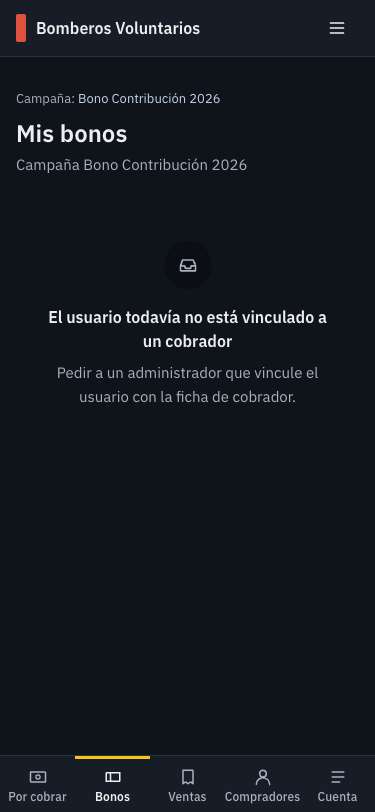 Bomberos Voluntarios
Campaña: Bono Contribución 2026
Mis bonos
Campaña Bono Contribución 2026
El usuario todavía no está vinculado a
un cobrador
Pedir a un administrador que vincule el
usuario con la ficha de cobrador.
Por cobrar
Bonos
Ventas
Compradores
Cuenta